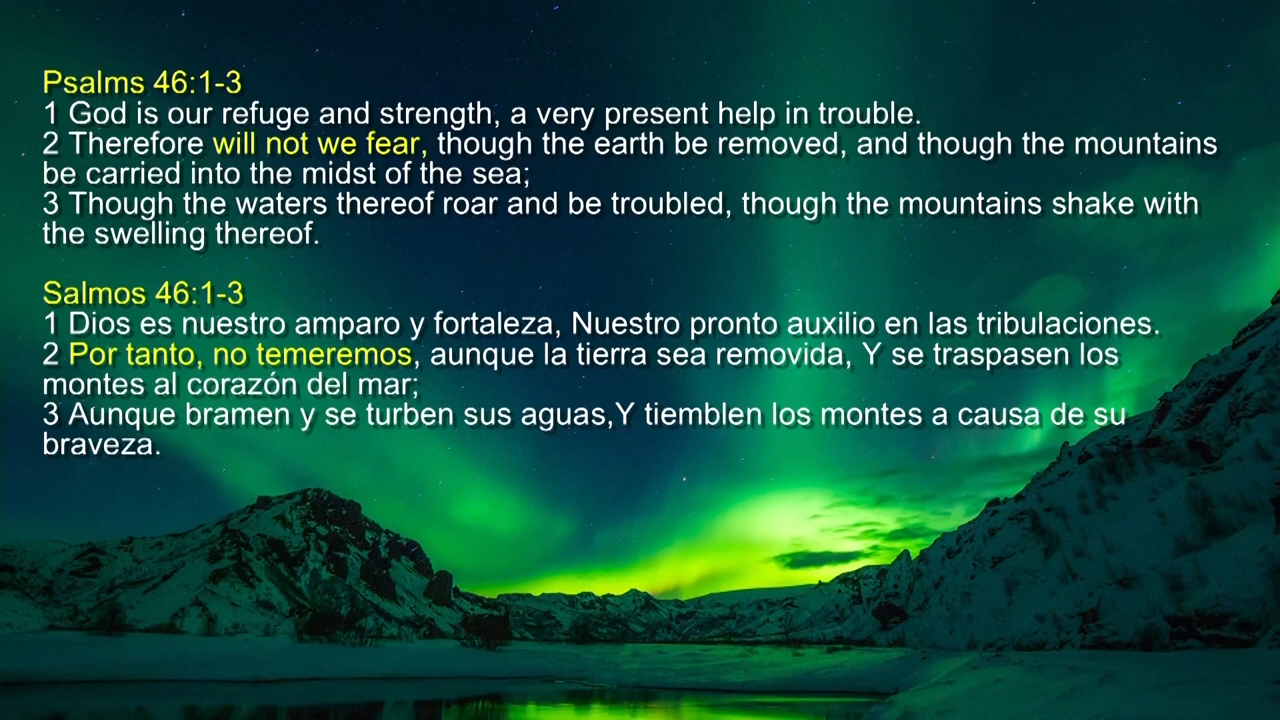 Psalms 46:1-3
1 God is our refuge and strength, a very present help in trouble.
2 Therefore will not we fear, though the earth be removed, and though the mountains
be carried into the midst of the sea;
3 Though the waters thereof roar and be troubled, though the mountains shake with
the swelling thereof.
Salmos 46:1-3
1 Dios es nuestro amparo y fortaleza, Nuestro pronto auxilio en las tribulaciones.
2 Por tanto, no temeremos, aunque la tierra sea removida, Y se traspasen los
montes al corazón del mar;
3 Aunque bramen y se turben sus aguas,Y tiemblen los montes a causa de su
braveza.